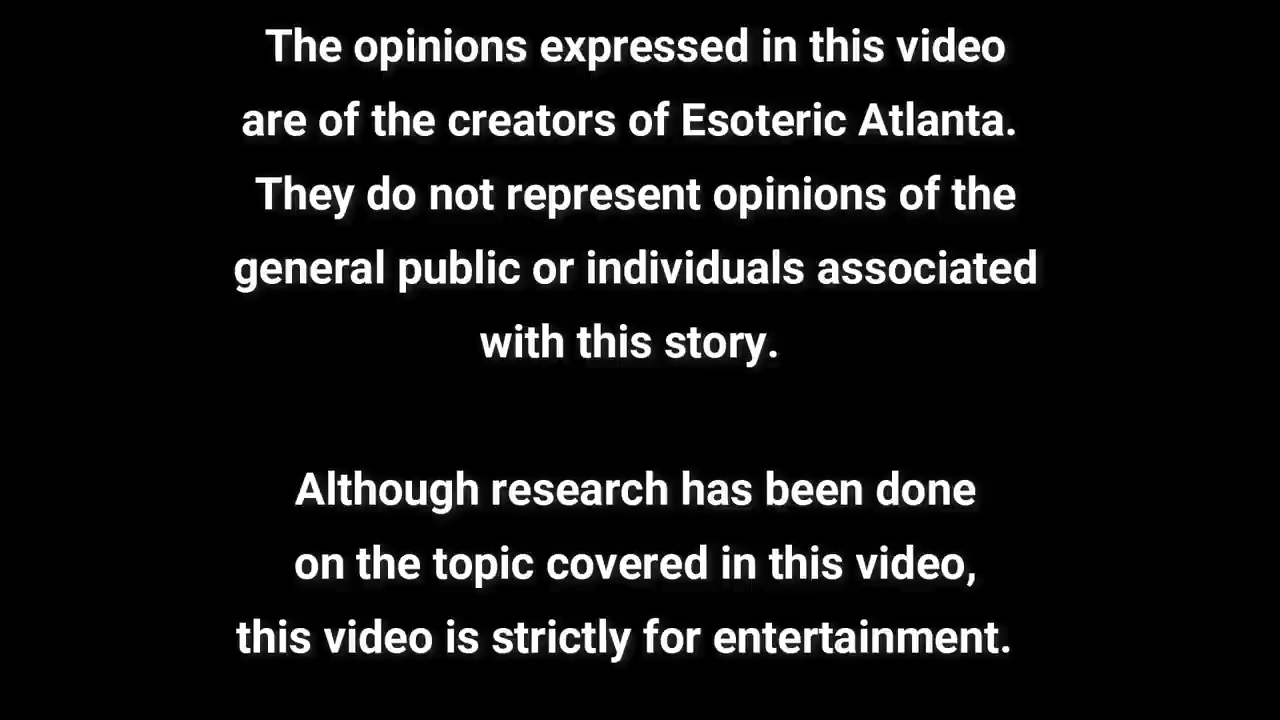 The opinions expressed in this video
are of the creators of Esoteric Atlanta.
They do not represent opinions of the
general public or individuals associated
with this story.
Although research has been done
on the topic covered in this video,
this video is strictly for entertainment.